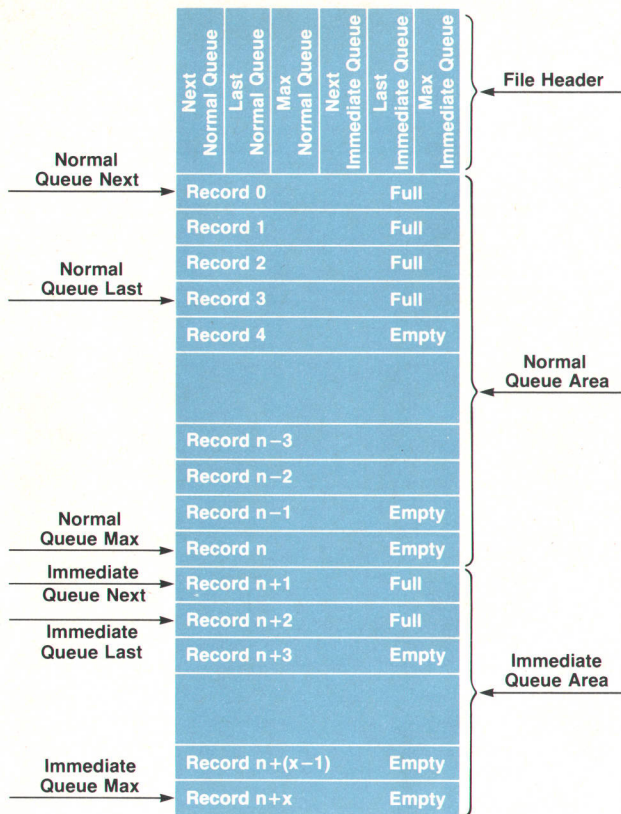 Next
Normal Queue
Last
Normal Queue
Max
Normal Queue
Next
Immediate Queue
Last
Immediate Queue
Max
Immediate Queue
File Header
Normal
Queue Next
Record 0 Full
Record 1 Full
Record 2 Full
Normal
Queue Last
Record 3 Full
Record 4 Empty
Normal
Queue Area
Record n−3
Record n−2
Record n−1 Empty
Normal
Queue Max
Record n Empty
Immediate
Queue Next
Record n+1 Full
Record n+2 Full
Immediate
Queue Last
Record n+3 Empty
Immediate
Queue Area
Record n+(x−1) Empty
Immediate
Queue Max
Record n+x Empty